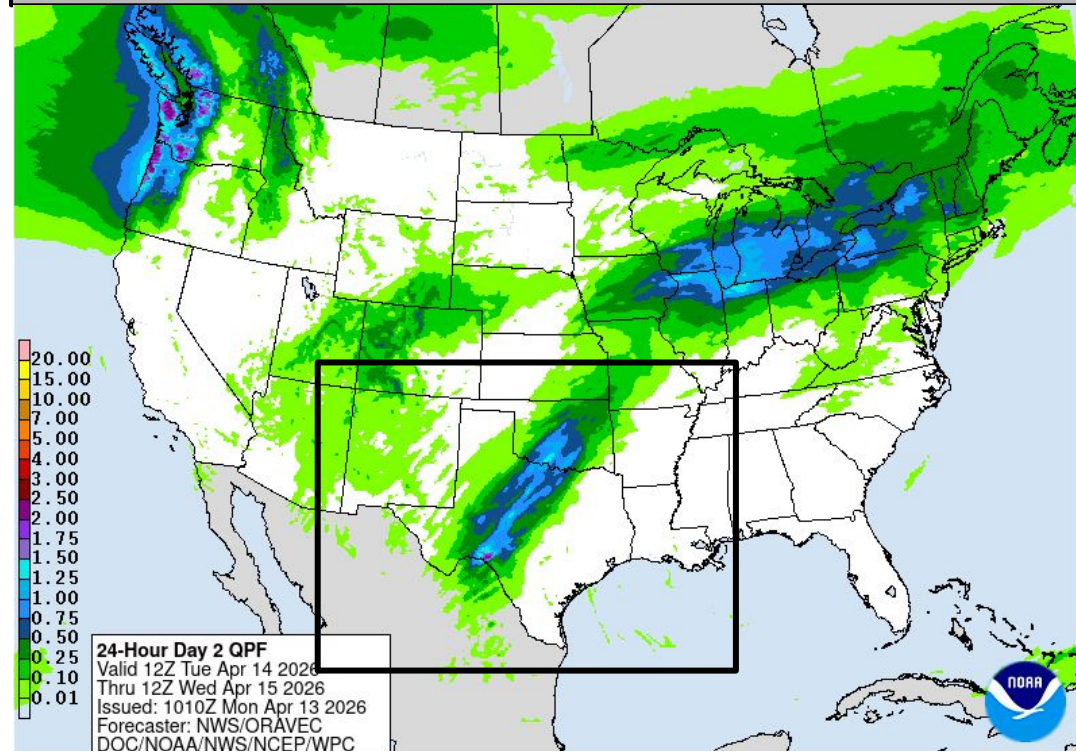 20.00
15.00
10.00
7.00
5.00
4.00
3.00
2.50
2.00
1.75
1.50
1.25
1.00
0.75
0.50
0.25
0.10
0.01
24-Hour Day 2 QPF
Valid 12Z Tue Apr 14 2026
Thru 12Z Wed Apr 15 2026
Issued: 1010Z Mon Apr 13 2026
Forecaster: NWS/ORAVEC
DOC/NOAA/NWS/NCEP/WPC
NOAA